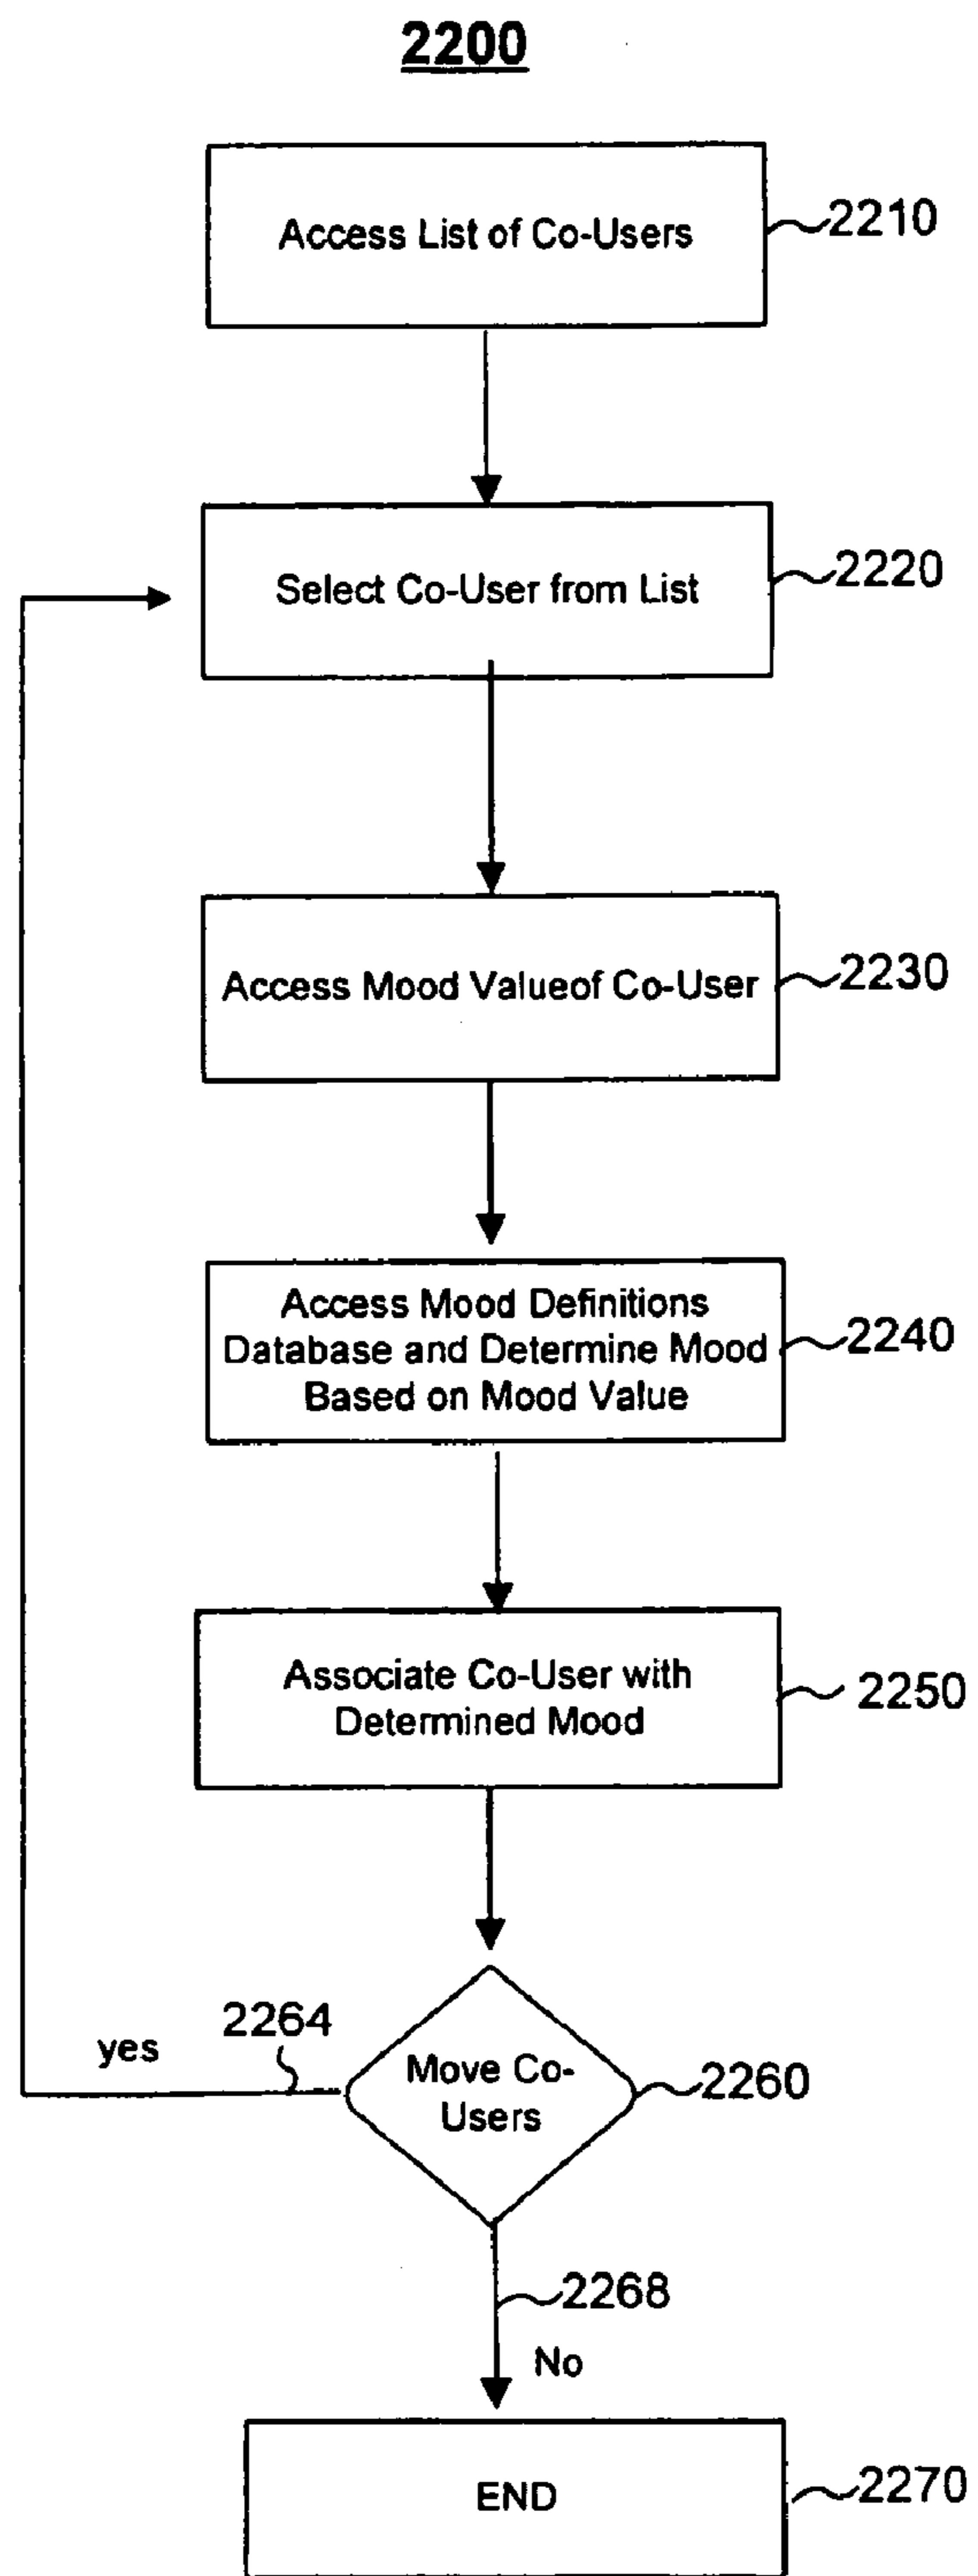 2200
Access List of Co-Users
2210
Select Co-User from List
2220
Access Mood Valueof Co-User
2230
Access Mood Definitions
Database and Determine Mood
Based on Mood Value
2240
Associate Co-User with
Determined Mood
2250
yes
2264
Move Co-
Users
2260
2268
No
END
2270